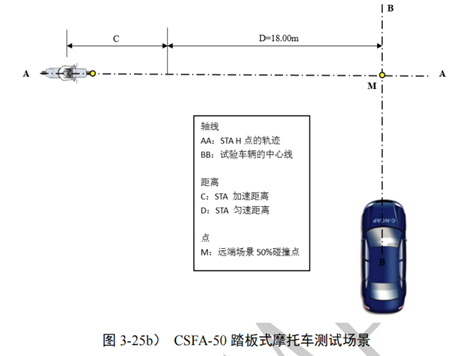 B
C
D=18.00m
A
A
M
轴线
AA：STA H 点的轨迹
BB：试验车辆的中心线
距离
C：STA 加速距离
D：STA 匀速距离
点
M：远端场景 50%碰撞点
C-NCAP
B
图 3-25b） CSFA-50 踏板式摩托车测试场景